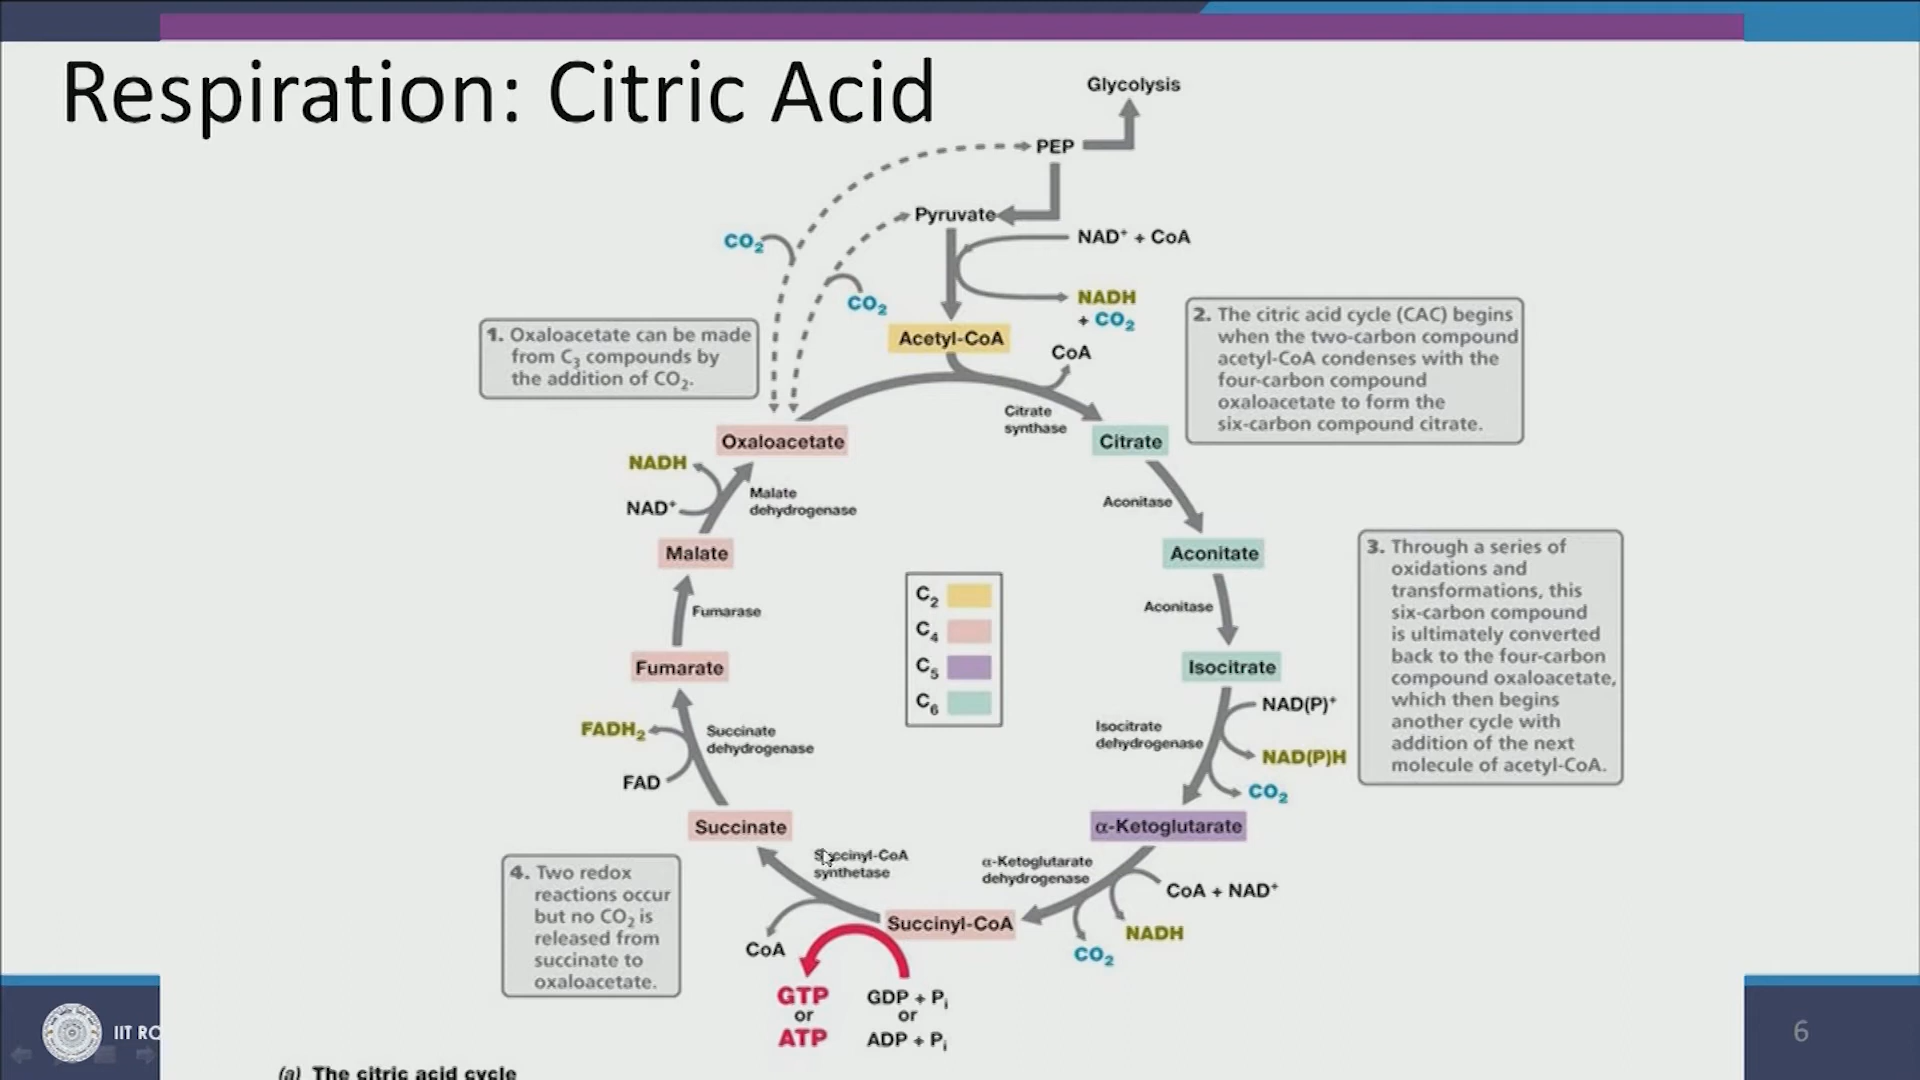 Respiration: Citric Acid
Glycolysis
PEP
Pyruvate
CO₂
NAD⁺ + CoA
CO₂
NADH
+ CO₂
Acetyl-CoA
CoA
1. Oxaloacetate can be made
from C₃ compounds by
the addition of CO₂.
2. The citric acid cycle (CAC) begins
when the two-carbon compound
acetyl-CoA condenses with the
four-carbon compound
oxaloacetate to form the
six-carbon compound citrate.
Citrate
synthase
Oxaloacetate
Citrate
NADH
NAD⁺
Malate
dehydrogenase
Aconitase
Malate
Aconitate
3. Through a series of
oxidations and
transformations, this
six-carbon compound
is ultimately converted
back to the four-carbon
compound oxaloacetate,
which then begins
another cycle with
addition of the next
molecule of acetyl-CoA.
C₂
C₄
C₅
C₆
Fumarase
Aconitase
Fumarate
Isocitrate
FADH₂
FAD
Succinate
dehydrogenase
Isocitrate
dehydrogenase
NAD(P)⁺
NAD(P)H
CO₂
Succinate
α-Ketoglutarate
Succinyl-CoA
synthetase
α-Ketoglutarate
dehydrogenase
CoA + NAD⁺
NADH
CO₂
Succinyl-CoA
CoA
4. Two redox
reactions occur
but no CO₂ is
released from
succinate to
oxaloacetate.
GTP
or
ATP
GDP + Pᵢ
or
ADP + Pᵢ
IIT RO
6
(a) The citric acid cycle